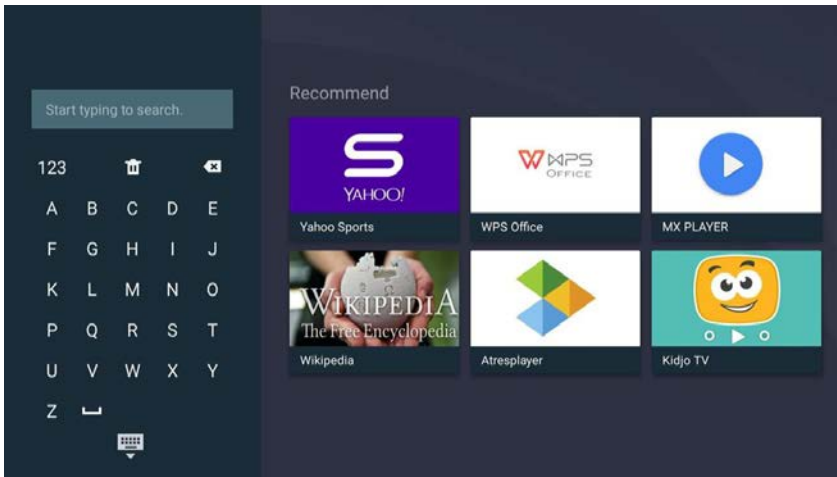 Start typing to search.
123
A B C D E
F G H I J
K L M N O
P Q R S T
U V W X Y
Z
Recommend
YAHOO!
Yahoo Sports
WPS
OFFICE
WPS Office
MX PLAYER
WIKIPEDIA
The Free Encyclopedia
Wikipedia
Atresplayer
Kidjo TV